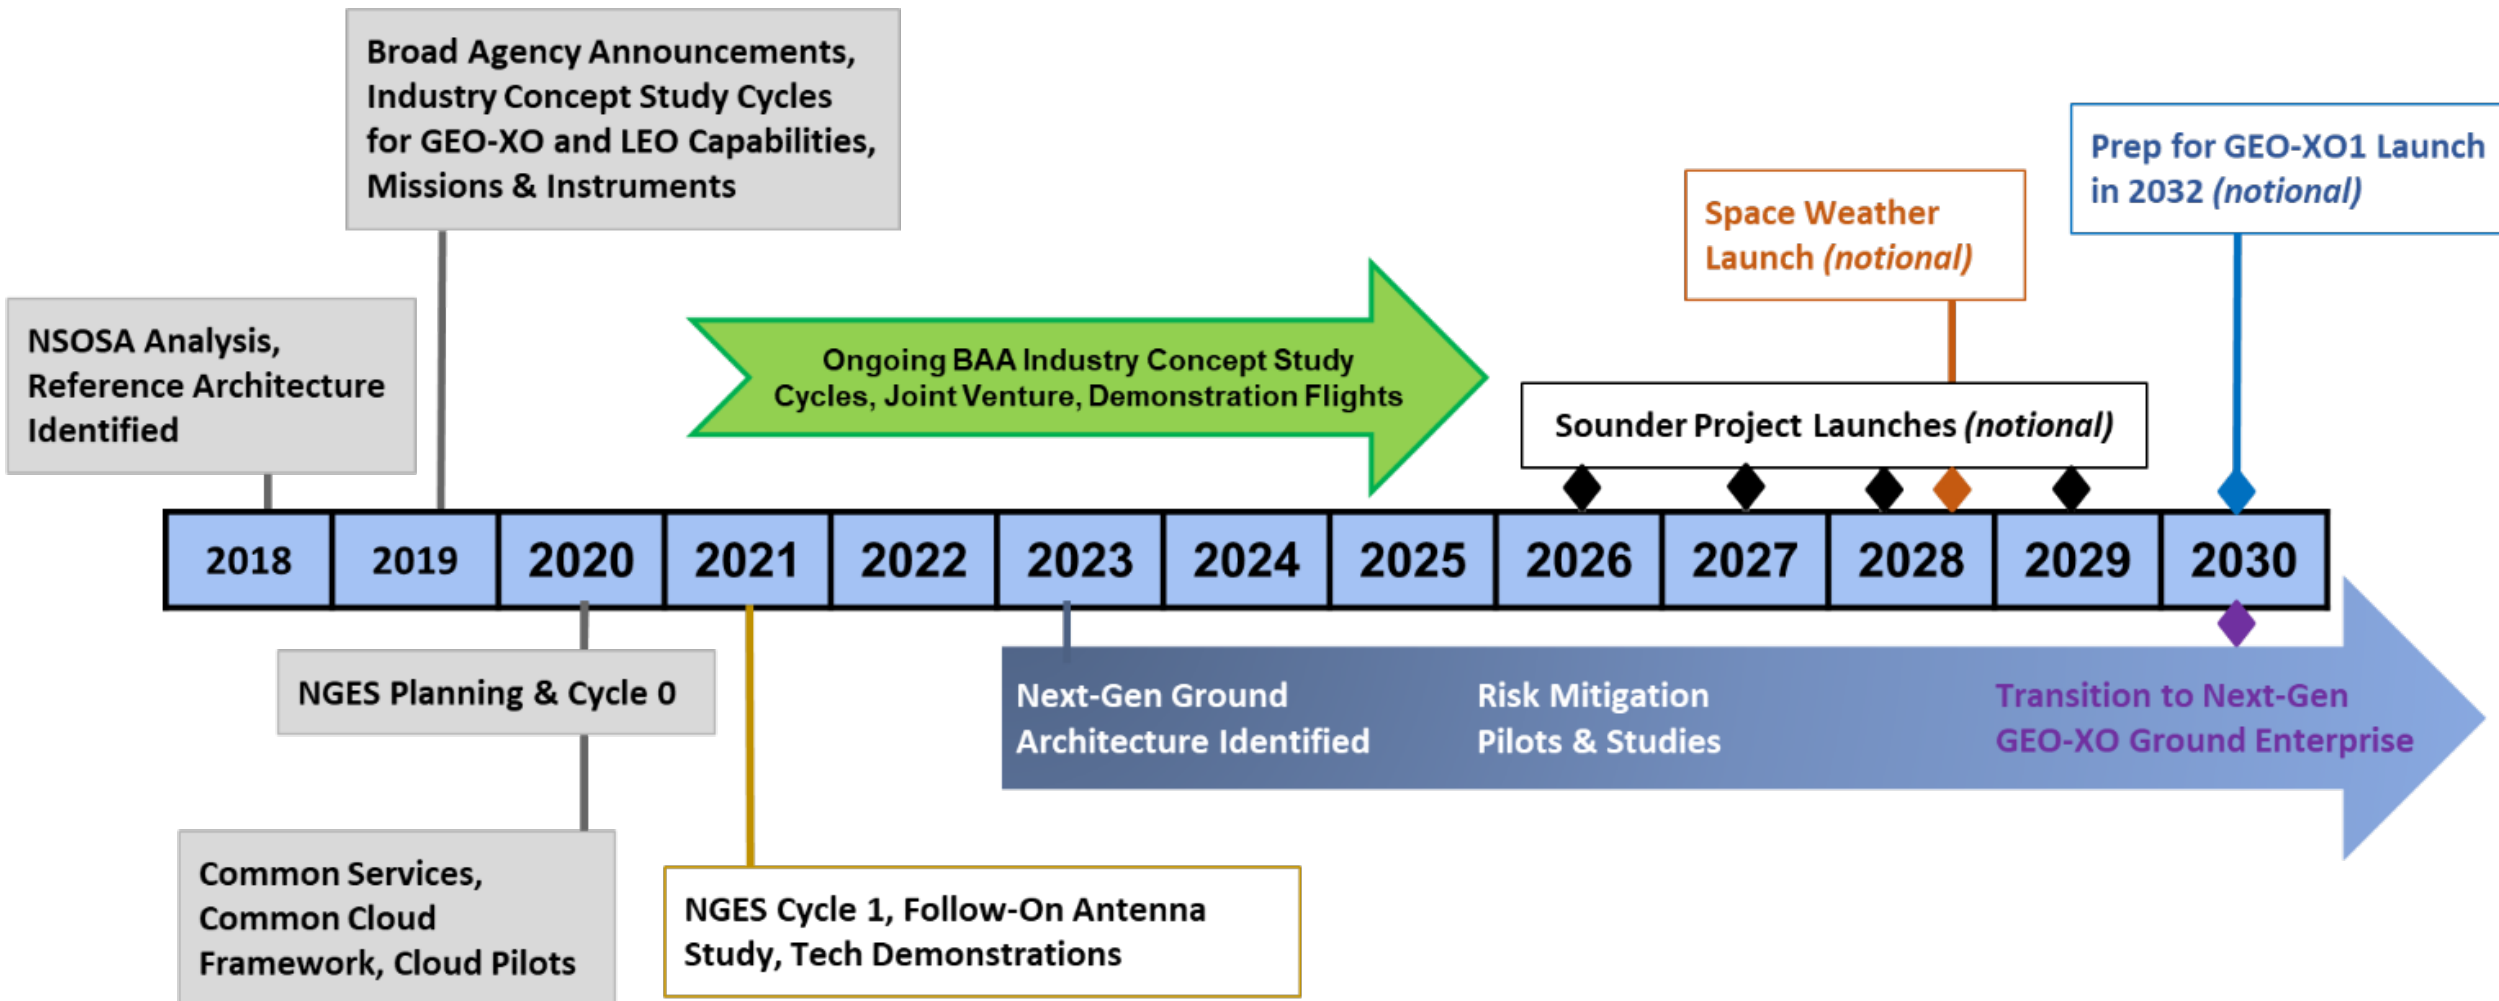 Broad Agency Announcements,
Industry Concept Study Cycles
for GEO-XO and LEO Capabilities,
Missions & Instruments
Prep for GEO-XO1 Launch
in 2032 (notional)
Space Weather
Launch (notional)
NSOSA Analysis,
Reference Architecture
Identified
Ongoing BAA Industry Concept Study
Cycles, Joint Venture, Demonstration Flights
Sounder Project Launches (notional)
2018 2019 2020 2021 2022 2023 2024 2025 2026 2027 2028 2029 2030
NGES Planning & Cycle 0
Next-Gen Ground
Architecture Identified
Risk Mitigation
Pilots & Studies
Transition to Next-Gen
GEO-XO Ground Enterprise
Common Services,
Common Cloud
Framework, Cloud Pilots
NGES Cycle 1, Follow-On Antenna
Study, Tech Demonstrations